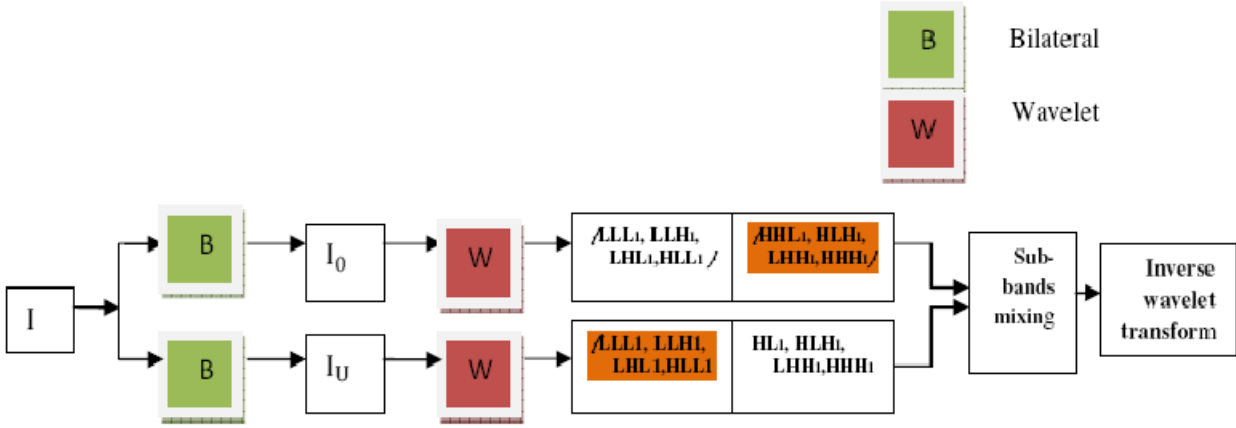 B
Bilateral
W
Wavelet
I
B
I0
W
/LLL1, LLH1,
LHL1,HLL1 /
/HHL1, HLH1,
LHH1,HHH1/
B
IU
W
/LLL1, LLH1,
LHL1,HLL1
HL1, HLH1,
LHH1,HHH1
Sub-
bands
mixing
Inverse
wavelet
transform